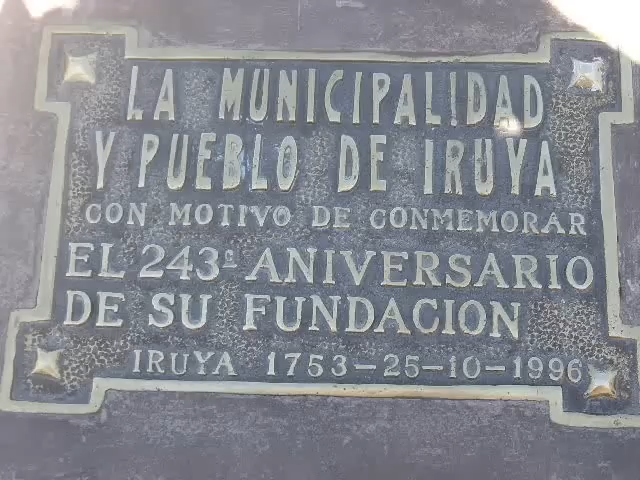 LA MUNICIPALIDAD
Y PUEBLO DE IRUYA
CON MOTIVO DE CONMEMORAR
EL 243º ANIVERSARIO
DE SU FUNDACION
IRUYA 1753-25-10-1996